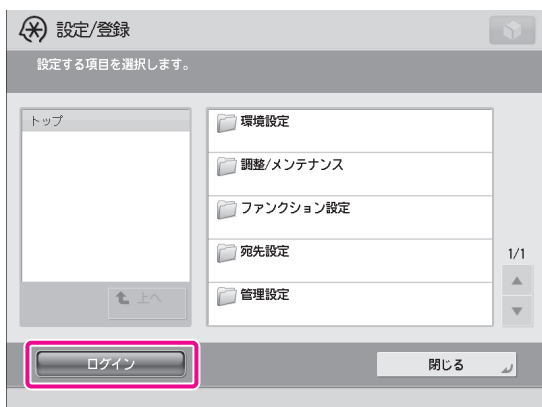 設定/登録
設定する項目を選択します。
トップ
環境設定
調整/メンテナンス
ファンクション設定
宛先設定
管理設定
1/1
上へ
ログイン
閉じる